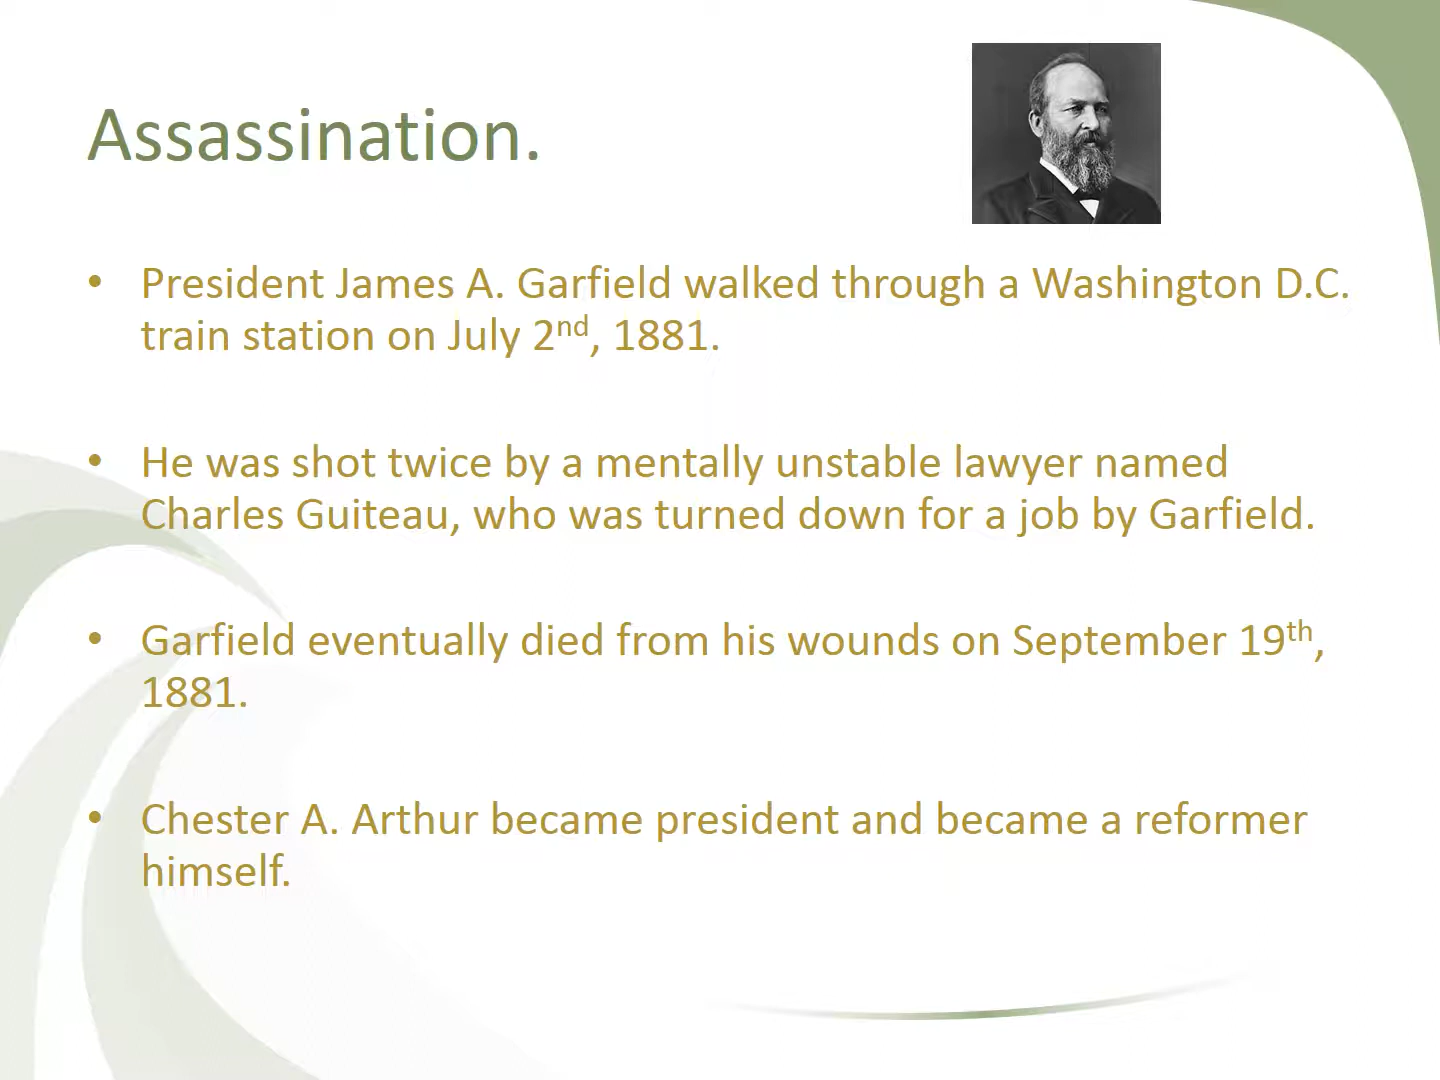 Assassination.
• President James A. Garfield walked through a Washington D.C.
train station on July 2nd, 1881.
• He was shot twice by a mentally unstable lawyer named
Charles Guiteau, who was turned down for a job by Garfield.
• Garfield eventually died from his wounds on September 19th,
1881.
• Chester A. Arthur became president and became a reformer
himself.